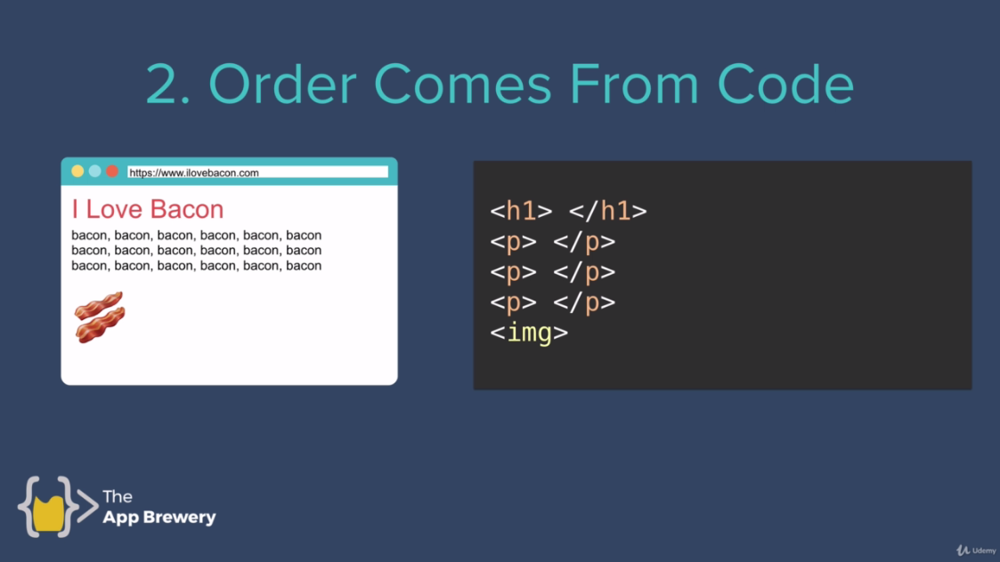 2. Order Comes From Code
https://www.ilovebacon.com
I Love Bacon
bacon, bacon, bacon, bacon, bacon, bacon
bacon, bacon, bacon, bacon, bacon, bacon
bacon, bacon, bacon, bacon, bacon, bacon
<h1> </h1>
<p> </p>
<p> </p>
<p> </p>
<img>
The
App Brewery
Udemy